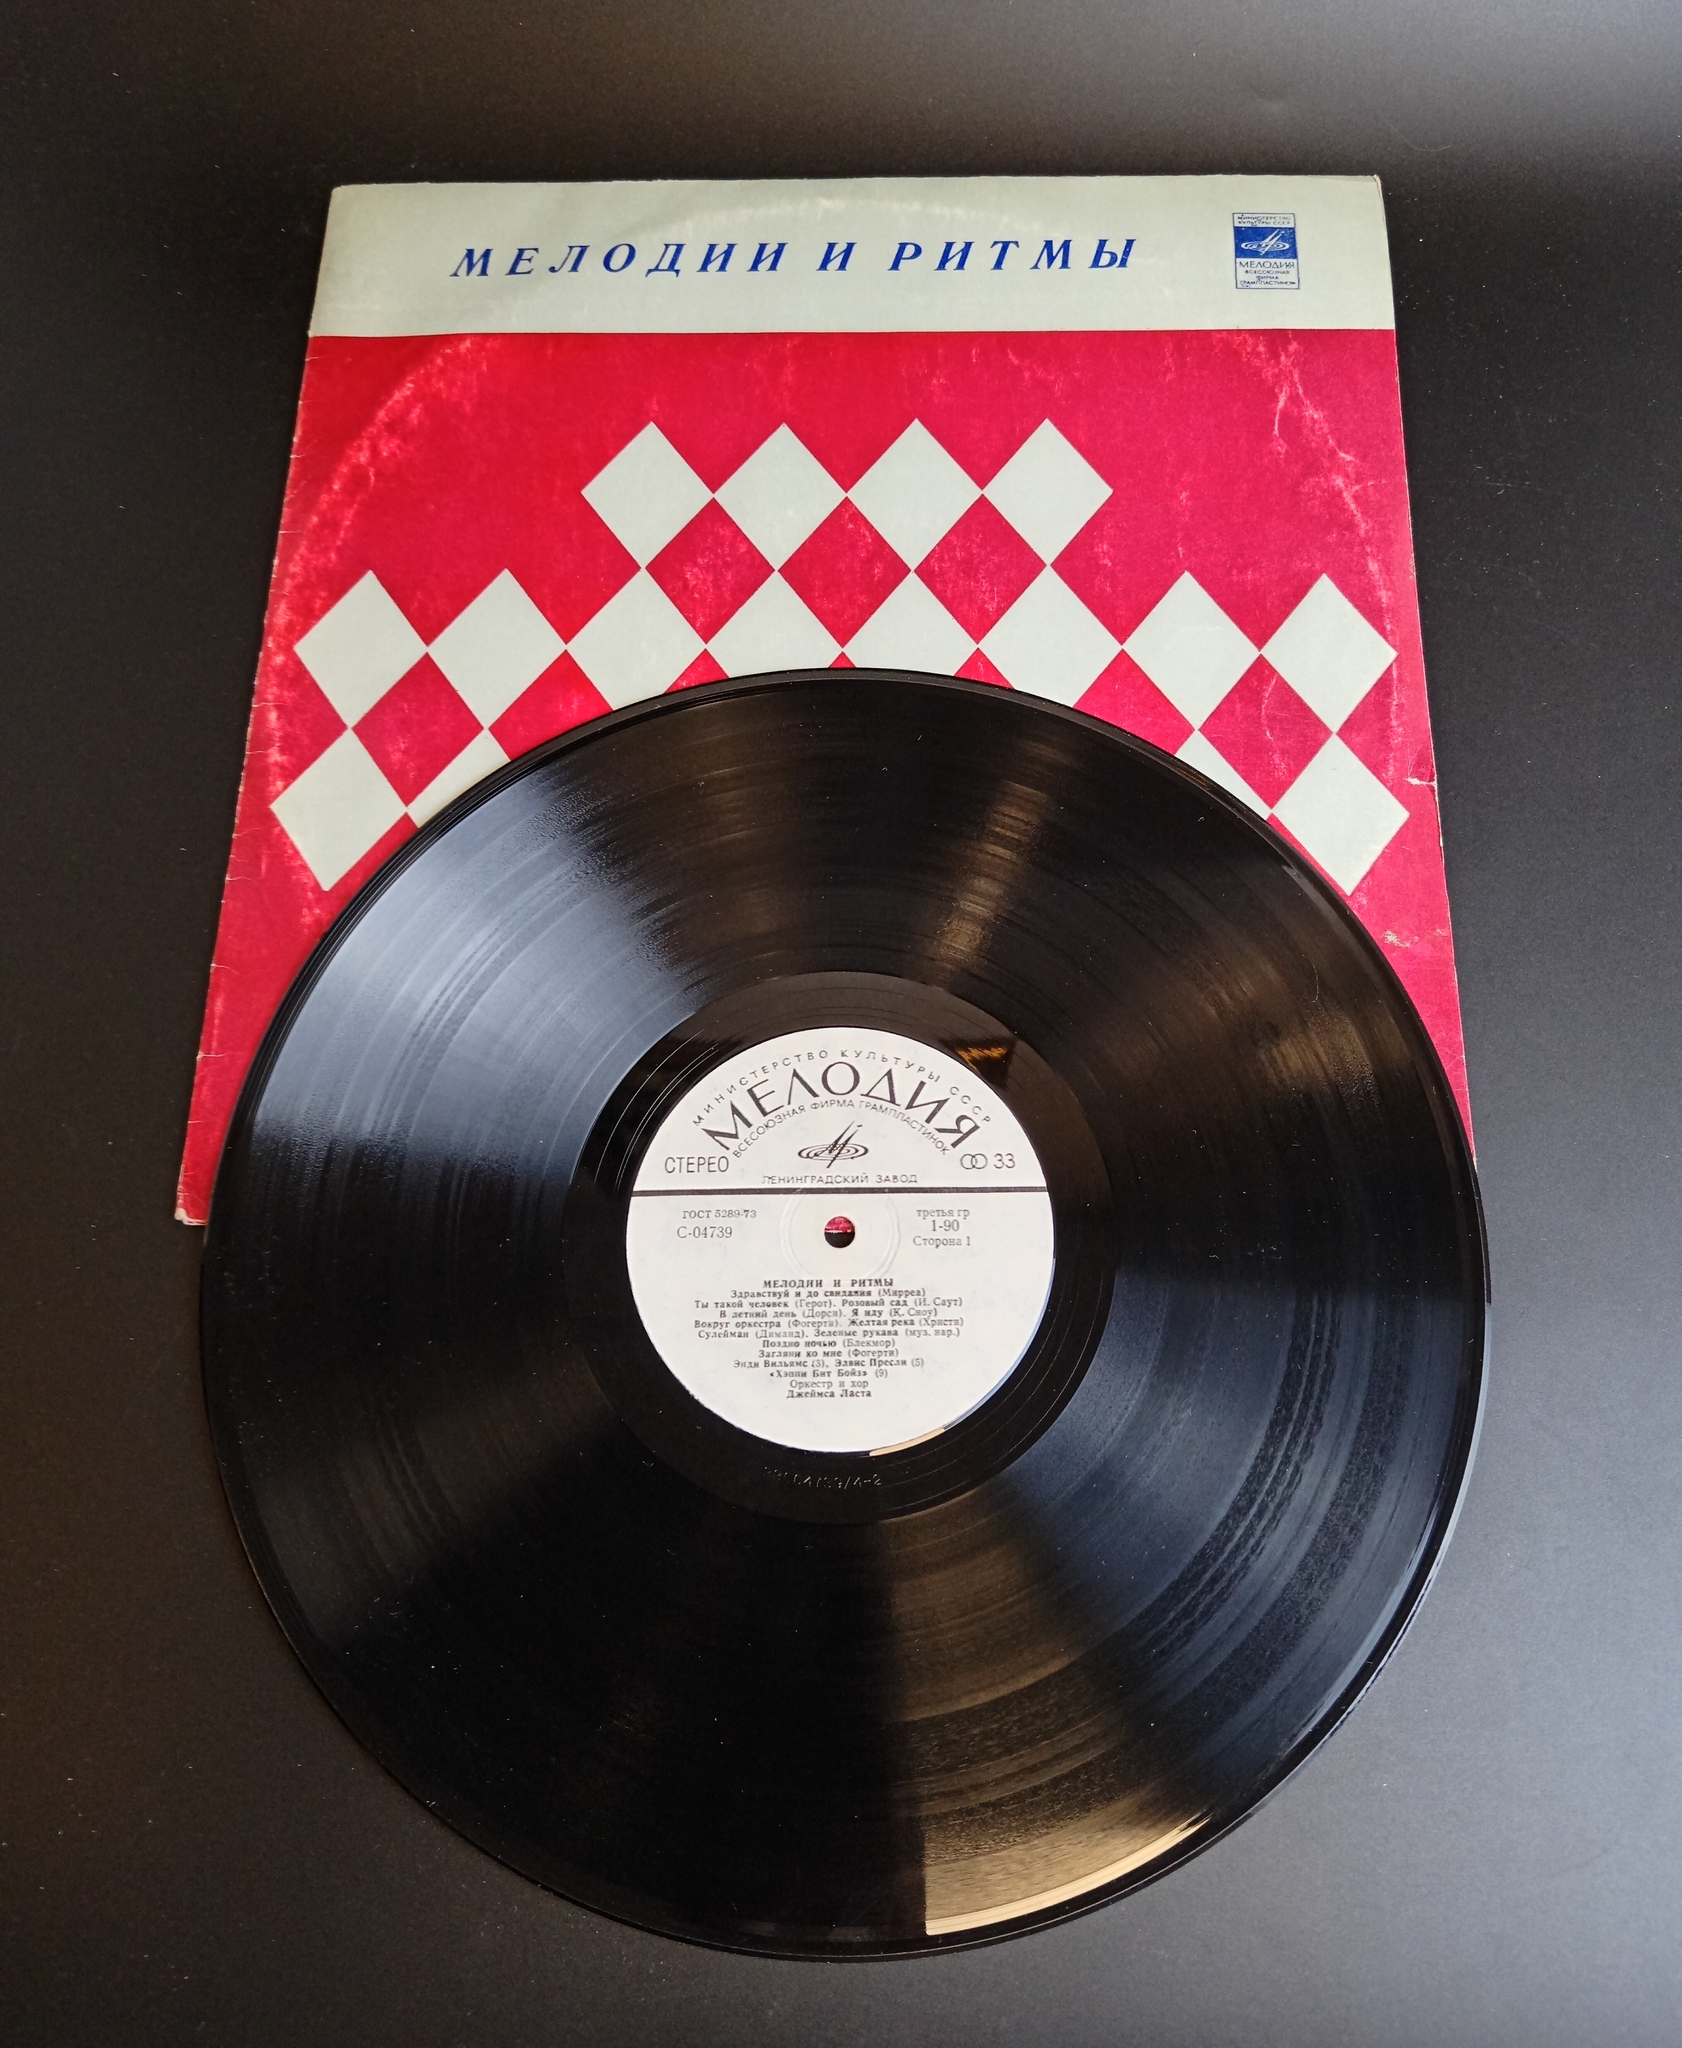 МЕЛОДИИ И РИТМЫ
МИНИСТЕРСТВО
КУЛЬТУРЫ СССР
МЕЛОДИЯ
ВСЕСОЮЗНАЯ
ФИРМА
ГРАМПЛАСТИНОК
МИНИСТЕРСТВО КУЛЬТУРЫ СССР
МЕЛОДИЯ
ВСЕСОЮЗНАЯ ФИРМА ГРАМПЛАСТИНОК
СТЕРЕО
33
ЛЕНИНГРАДСКИЙ ЗАВОД
ГОСТ 5289-73
С-04739
третья гр
1-90
Сторона 1
МЕЛОДИИ И РИТМЫ
Здравствуй и до свидания (Мирреа)
Ты такой человек (Герот). Розовый сад (И. Саут)
В летний день (Дорси). Я иду (К. Сноу)
Вокруг оркестра (Фогерти). Желтая река (Христи)
Сулейман (Диманд). Зеленые рукава (муз. нар.)
Поздно ночью (Блекмор)
Загляни ко мне (Фогерти)
Энди Вильямс (3), Элвис Пресли (5)
«Хэппи Бит Бойз» (9)
Оркестр и хор
Джеймса Ласта